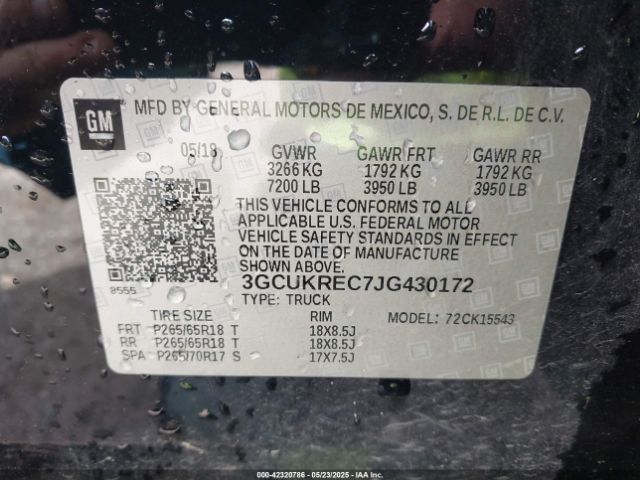 GM
MFD BY GENERAL MOTORS DE MEXICO, S. DE R.L. DE C.V.
05/18 GVWR GAWR FRT GAWR RR
3266 KG 1792 KG 1792 KG
7200 LB 3950 LB 3950 LB
THIS VEHICLE CONFORMS TO ALL
APPLICABLE U.S. FEDERAL MOTOR
VEHICLE SAFETY STANDARDS IN EFFECT
ON THE DATE OF MANUFACTURE
SHOWN ABOVE.
9555 3GCUKREC7JG430172
TYPE: TRUCK
TIRE SIZE RIM MODEL: 72CK15543
FRT P265/65R18 T 18X8.5J
RR P265/65R18 T 18X8.5J
SPA P265/70R17 S 17X7.5J
000-42320786 — 05/23/2025 — IAAI.COM